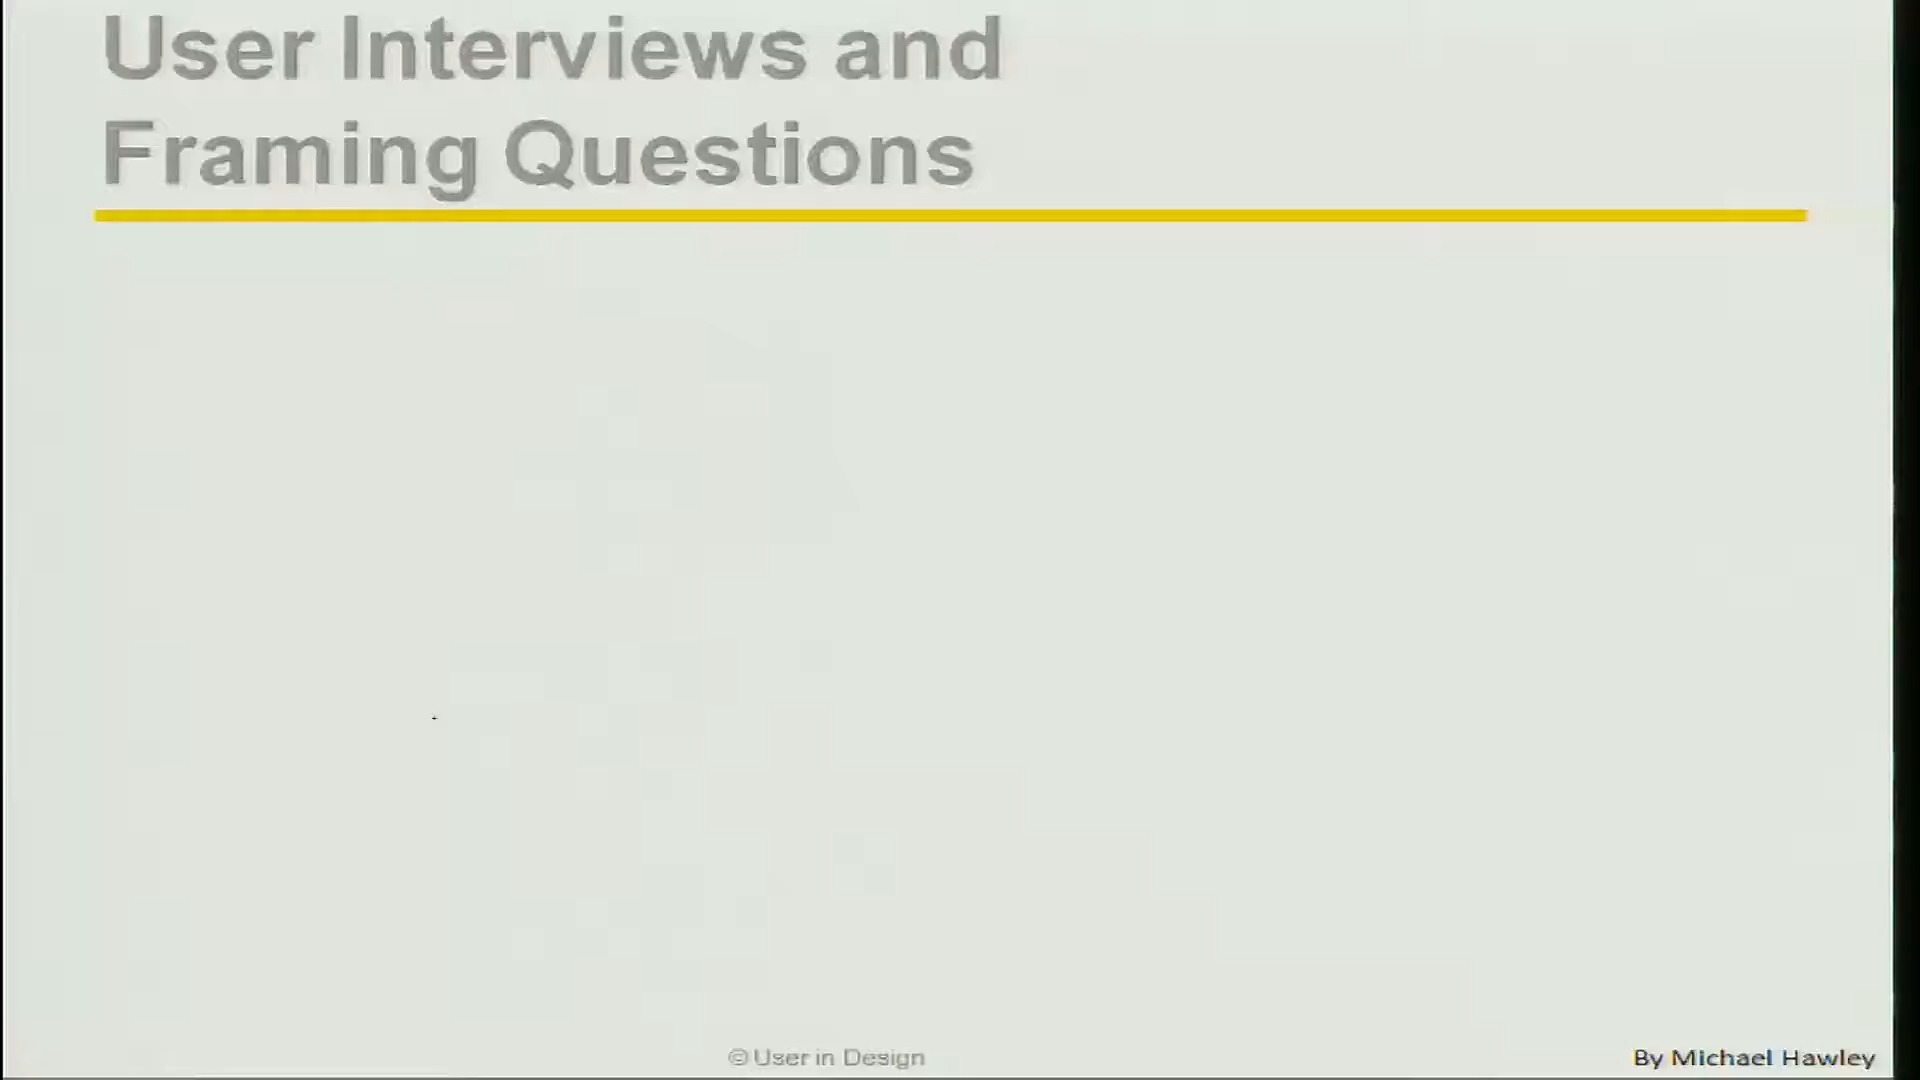 User Interviews and
Framing Questions
© User in Design
By Michael Hawley